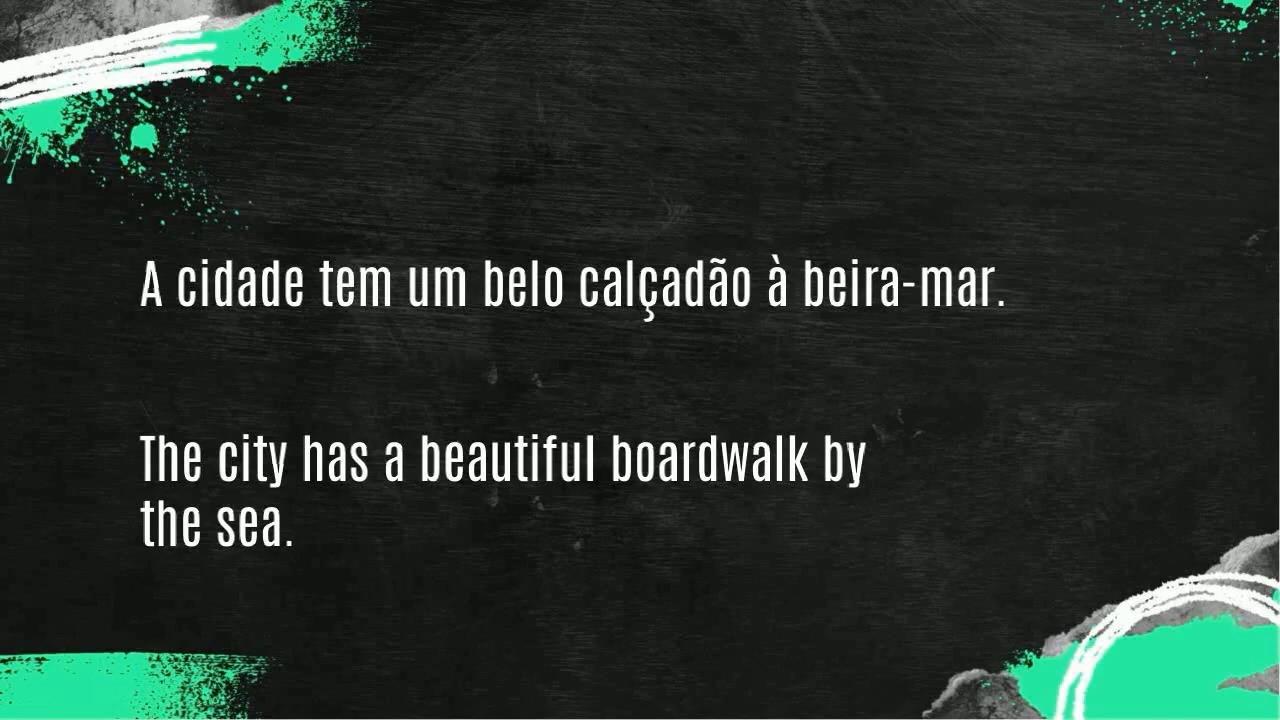 A cidade tem um belo calçadão à beira-mar.
The city has a beautiful boardwalk by
the sea.